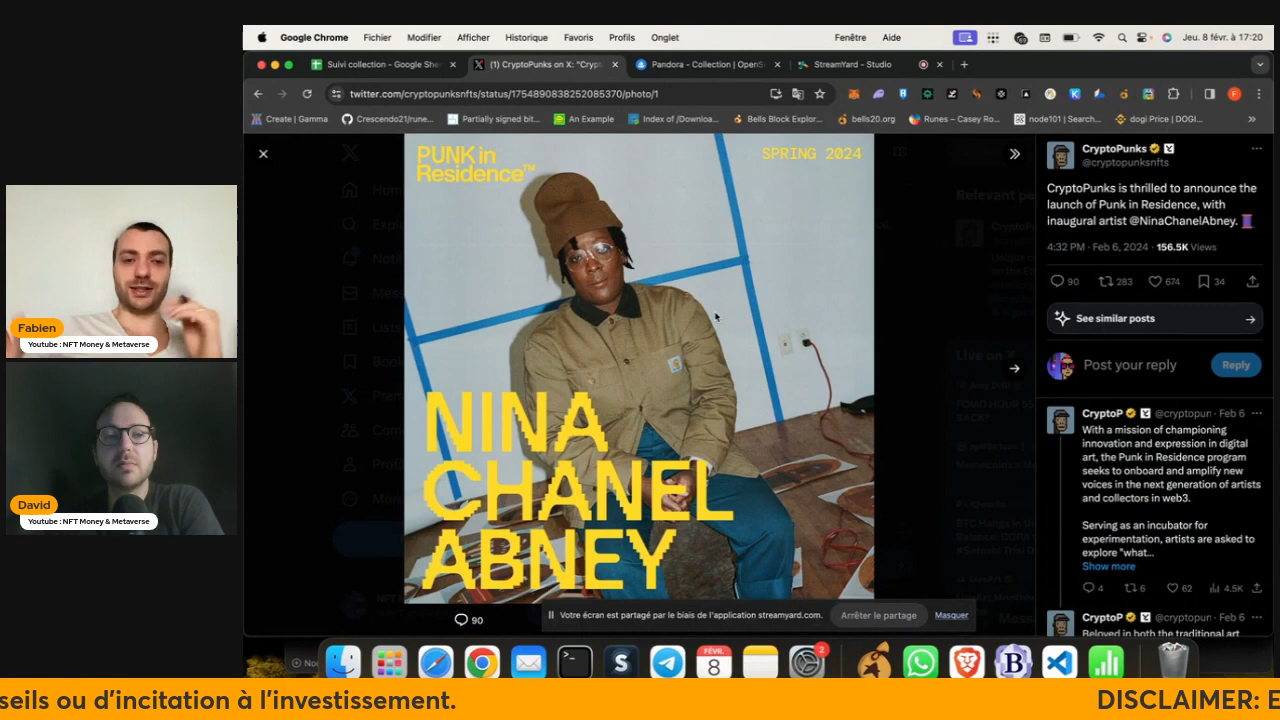 Google Chrome Fichier Modifier Afficher Historique Favoris Profils Onglet Fenêtre Aide Jeu. 8 févr. à 17:20
Suivi collection - Google She
(1) CryptoPunks on X: "Crypt
Pandora - Collection | OpenS
StreamYard - Studio
twitter.com/cryptopunksnfts/status/1754890838252085370/photo/1
Create | Gamma
Crescendo21/rune...
Partially signed bit...
An Example
Index of /Downloa...
Bells Block Explor...
bells20.org
Runes – Casey Ro...
node101 | Search...
dogi Price | DOGI...
PUNK in
Residence™
SPRING 2024
NINA
CHANEL
ABNEY
90
CryptoPunks
@cryptopunksnfts
CryptoPunks is thrilled to announce the
launch of Punk in Residence, with
inaugural artist @NinaChanelAbney.
4:32 PM · Feb 6, 2024 · 156.5K Views
90 283 674 34
See similar posts
Post your reply
Reply
CryptoP @cryptopun · Feb 6
With a mission of championing
innovation and expression in digital
art, the Punk in Residence program
seeks to onboard and amplify new
voices in the next generation of artists
and collectors in web3.
Serving as an incubator for
experimentation, artists are asked to
explore "what...
Show more
4 6 62 4.5K
CryptoP @cryptopun · Feb 6
Beloved in both the traditional art
Votre écran est partagé par le biais de l'application streamyard.com.
Arrêter le partage
Masquer
Fabien
Youtube : NFT Money & Metaverse
David
Youtube : NFT Money & Metaverse
FÉVR.
8
2
seils ou d'incitation à l'investissement.
DISCLAIMER: E